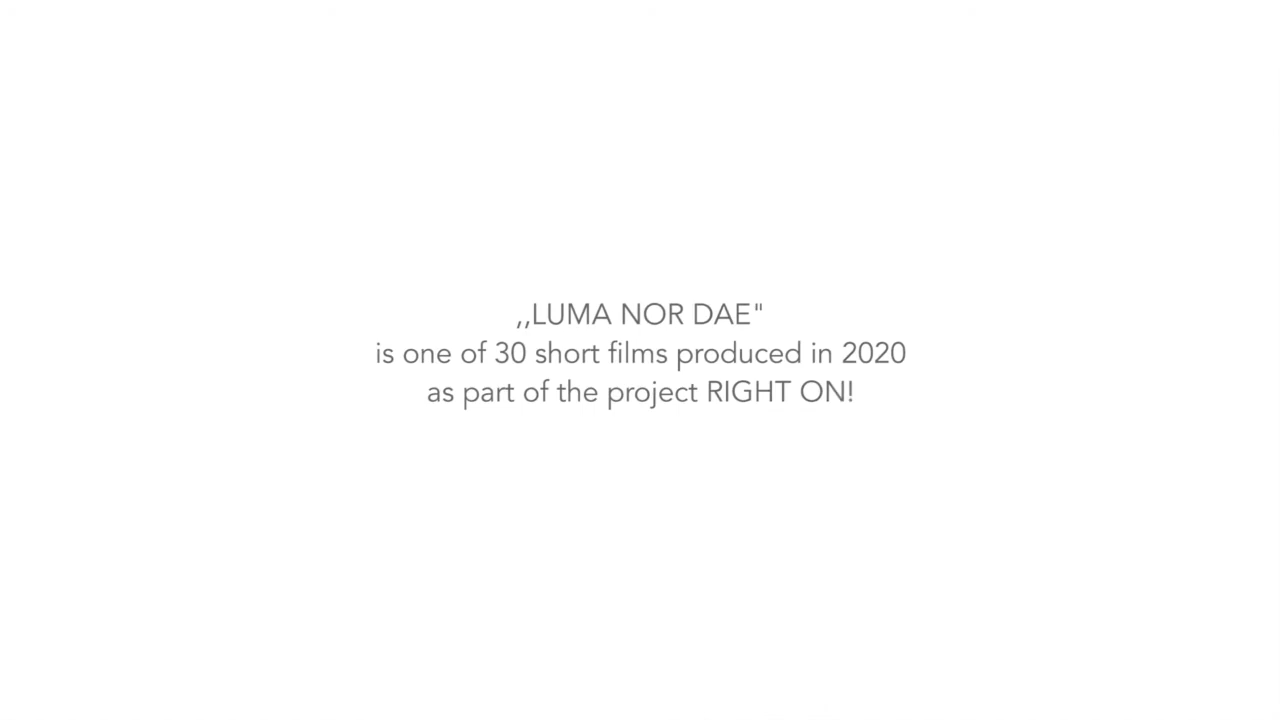 ,,LUMA NOR DAE"
is one of 30 short films produced in 2020
as part of the project RIGHT ON!